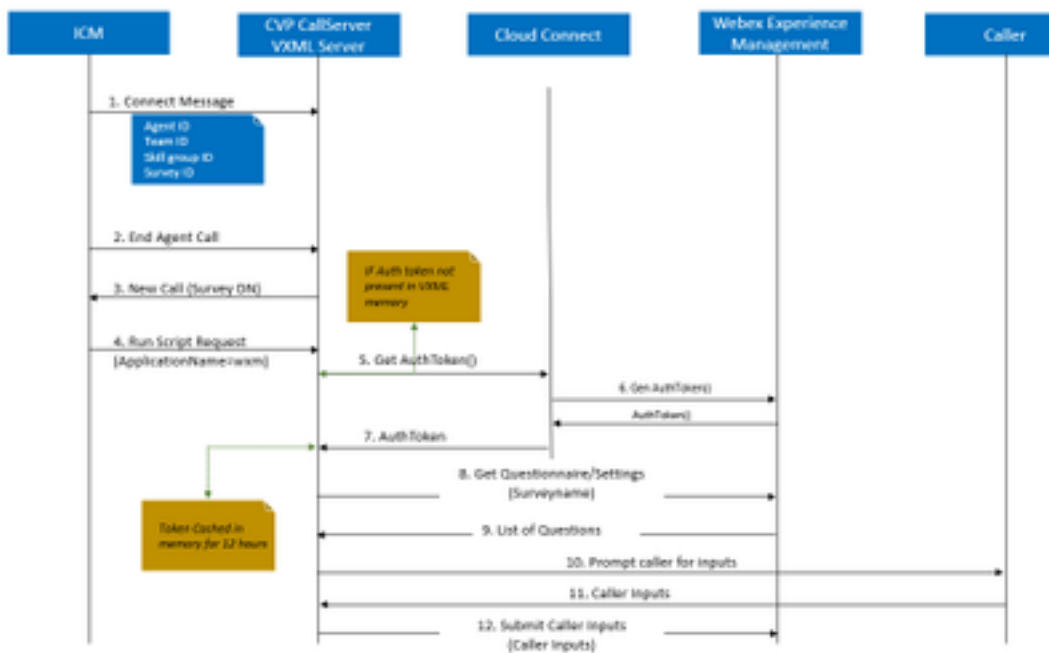 ICM
CVP CallServer
VXML Server
Cloud Connect
Webex Experience
Management
Caller
1. Connect Message
Agent ID
Team ID
Skill group ID
Survey ID
2. End Agent Call
IF Auth token not
present in VXML
memory
3. New Call (Survey DN)
4. Run Script Request
(ApplicationName=wxm)
5. Get AuthToken()
6. Gen AuthToken()
AuthToken()
7. AuthToken
8. Get Questionnaire/Settings
(Surveyname)
Token Cached in
memory for 12 hours
9. List of Questions
10. Prompt caller for inputs
11. Caller Inputs
12. Submit Caller Inputs
(Caller Inputs)